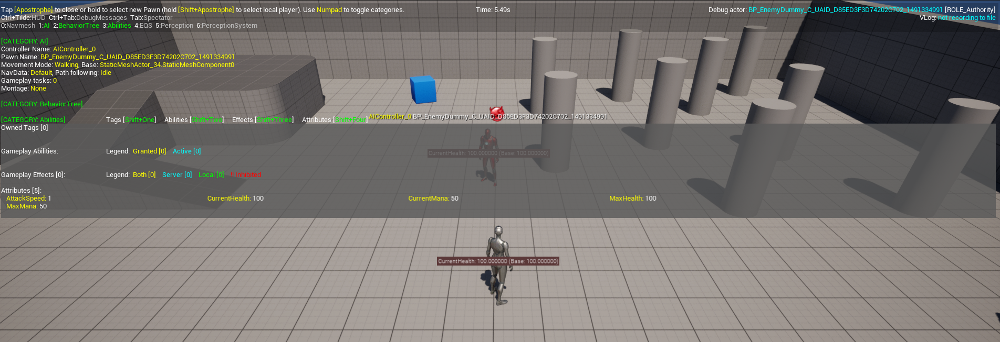 Tap [Apostrophe] to close or hold to select new Pawn (hold [Shift+Apostrophe] to select local player). Use Numpad to toggle categories.
Time: 5.49s
Debug actor: BP_EnemyDummy_C_UAID_D85ED3F3D74202C702_1491334991 [ROLE_Authority]
Ctrl+Tilde:HUD Ctrl+Tab:DebugMessages Tab:Spectator
VLog: not recording to file
0:Navmesh 1:AI 2:BehaviorTree 3:Abilities 4:EQS 5:Perception 6:PerceptionSystem
[CATEGORY: AI]
Controller Name: AIController_0
Pawn Name: BP_EnemyDummy_C_UAID_D85ED3F3D74202C702_1491334991
Movement Mode: Walking, Base: StaticMeshActor_34.StaticMeshComponent0
NavData: Default, Path following: Idle
Gameplay tasks: 0
Montage: None
[CATEGORY: BehaviorTree]
[CATEGORY: Abilities] Tags [Shift+One] Abilities [Shift+Two] Effects [Shift+Three] Attributes [Shift+Four]
AIController_0 BP_EnemyDummy_C_UAID_D85ED3F3D74202C702_1491334991
Owned Tags [0]
Gameplay Abilities: Legend: Granted [0] Active [0]
CurrentHealth: 100.000000 (Base: 100.000000)
Gameplay Effects [0]: Legend: Both [0] Server [0] Local [0] !! Inhibited
Attributes [5]:
AttackSpeed: 1 CurrentHealth: 100 CurrentMana: 50 MaxHealth: 100
MaxMana: 50
CurrentHealth: 100.000000 (Base: 100.000000)